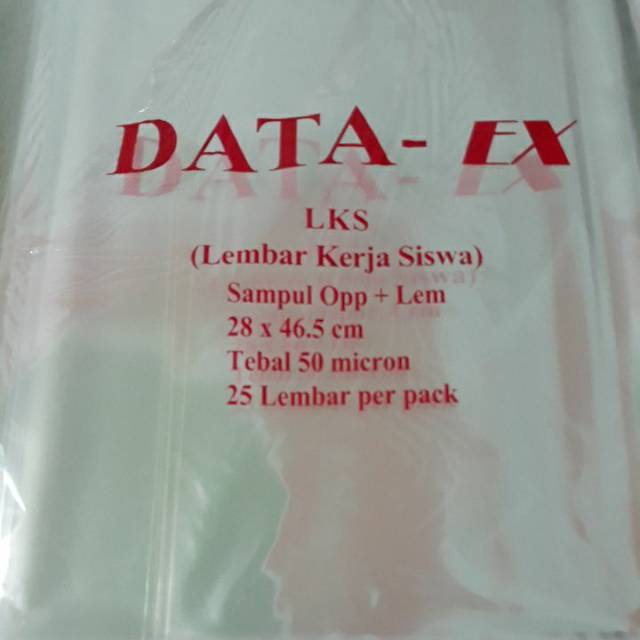 DATA- EX
LKS
(Lembar Kerja Siswa)
Sampul Opp + Lem
28 x 46.5 cm
Tebal 50 micron
25 Lembar per pack